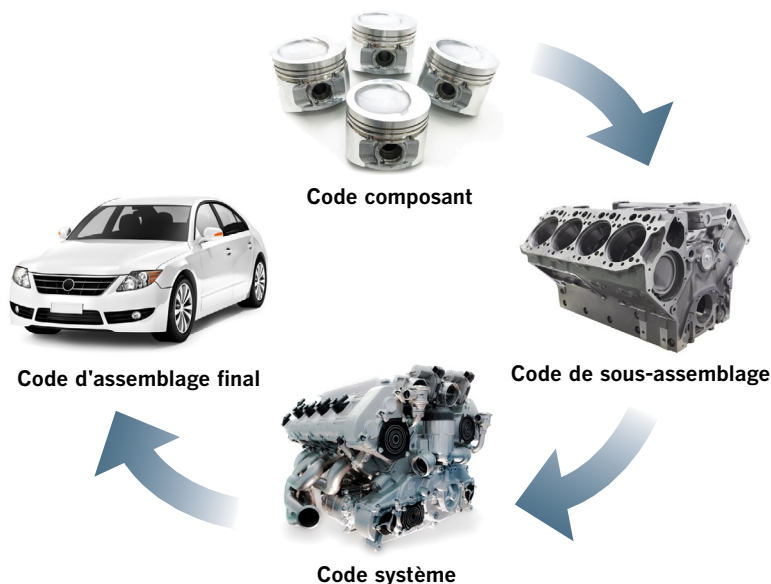 Code composant
Code d'assemblage final
Code de sous-assemblage
Code système